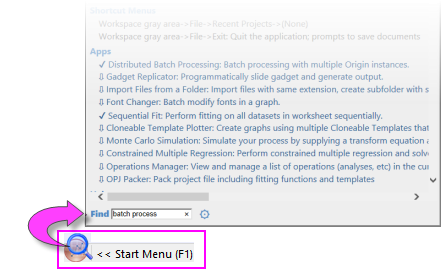 Shortcut Menus
Workspace gray area->File->Recent Projects->(None)
Workspace gray area->File->Exit: Quit the application; prompts to save documents
Apps
✓ Distributed Batch Processing: Batch processing with multiple Origin instances.
⇩ Gadget Replicator: Programmatically slide gadget and generate output.
⇩ Import Files from a Folder: Import files with same extension, create subfolder with s
⇩ Font Changer: Batch modify fonts in a graph.
✓ Sequential Fit: Perform fitting on all datasets in worksheet sequentially.
⇩ Cloneable Template Plotter: Create graphs using multiple Cloneable Templates that
⇩ Monte Carlo Simulation: Simulate your process by supplying a transform equation a
⇩ Constrained Multiple Regression: Perform constrained multiple regression and solve
⇩ Operations Manager: View and manage a list of operations (analyses, etc) in the cur
⇩ OPJ Packer: Pack project file including fitting functions and templates
Find batch process ×
<< Start Menu (F1)